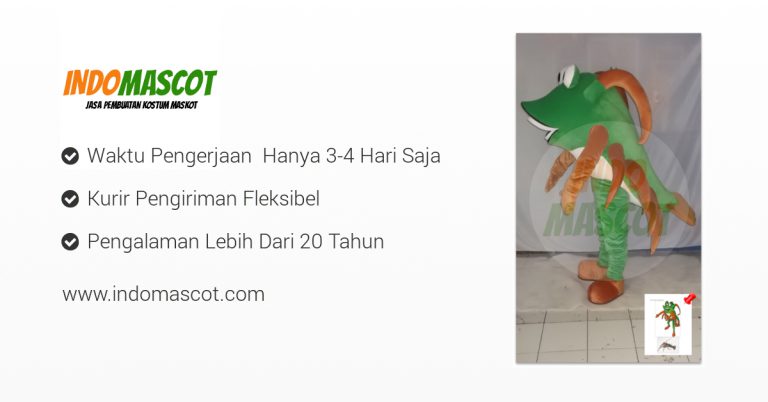 INDOMASCOT
JASA PEMBUATAN KOSTUM MASKOT
Waktu Pengerjaan  Hanya 3-4 Hari Saja
Kurir Pengiriman Fleksibel
Pengalaman Lebih Dari 20 Tahun
www.indomascot.com
MASCOT